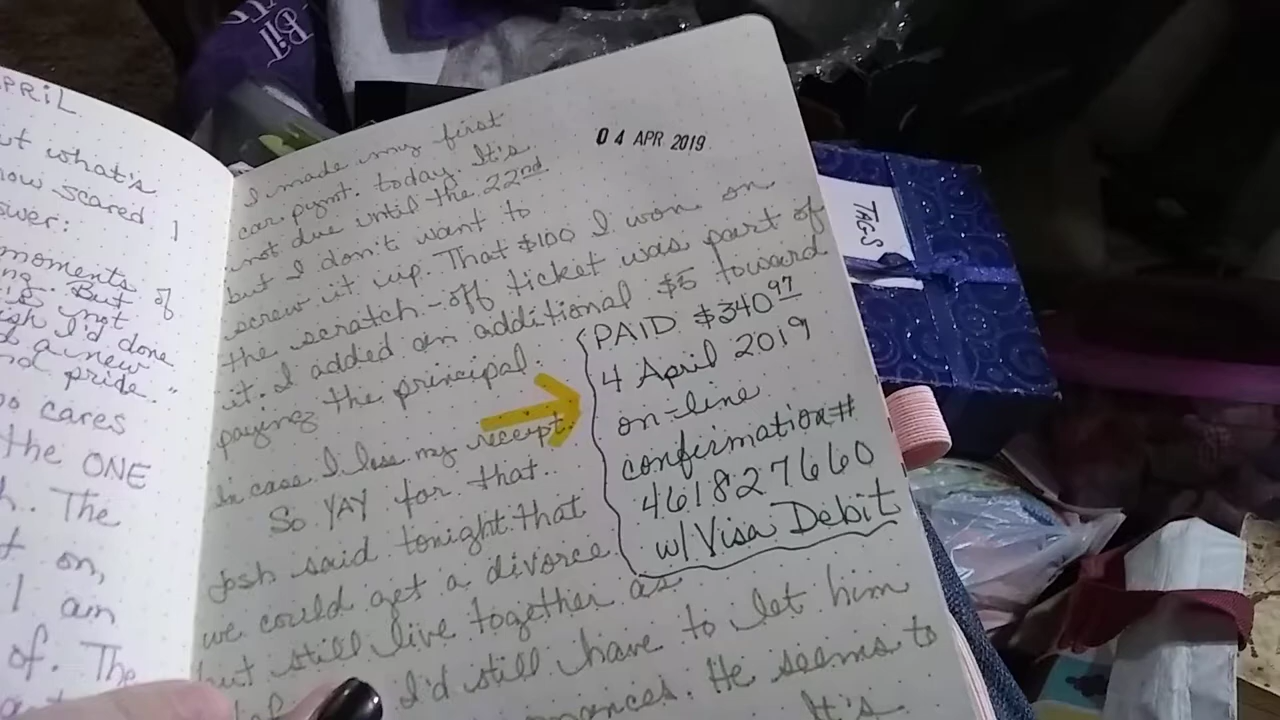 APRIL
ut what's
how scared I
swer:
moments of
ng. But
is not
ish I'd done
t a new
nd pride."
oo cares
the ONE
h. The
t on,
I am
of. The
04 APR 2019
I made my first
car pymt. today. It's
not due until the 22nd
but I don't want to
screw it up. That $100 I won on
the scratch-off ticket was part of
it. I added an additional $5 toward
paying the principal.
In case I lose my receipt.
So YAY for that.
Josh said tonight that
we could get a divorce
but still live together as
I'd still have to let him
He seems to
It's
PAID $340.97
4 April 2019
on-line
confirmation#
461827660
w/Visa Debit
TAGS